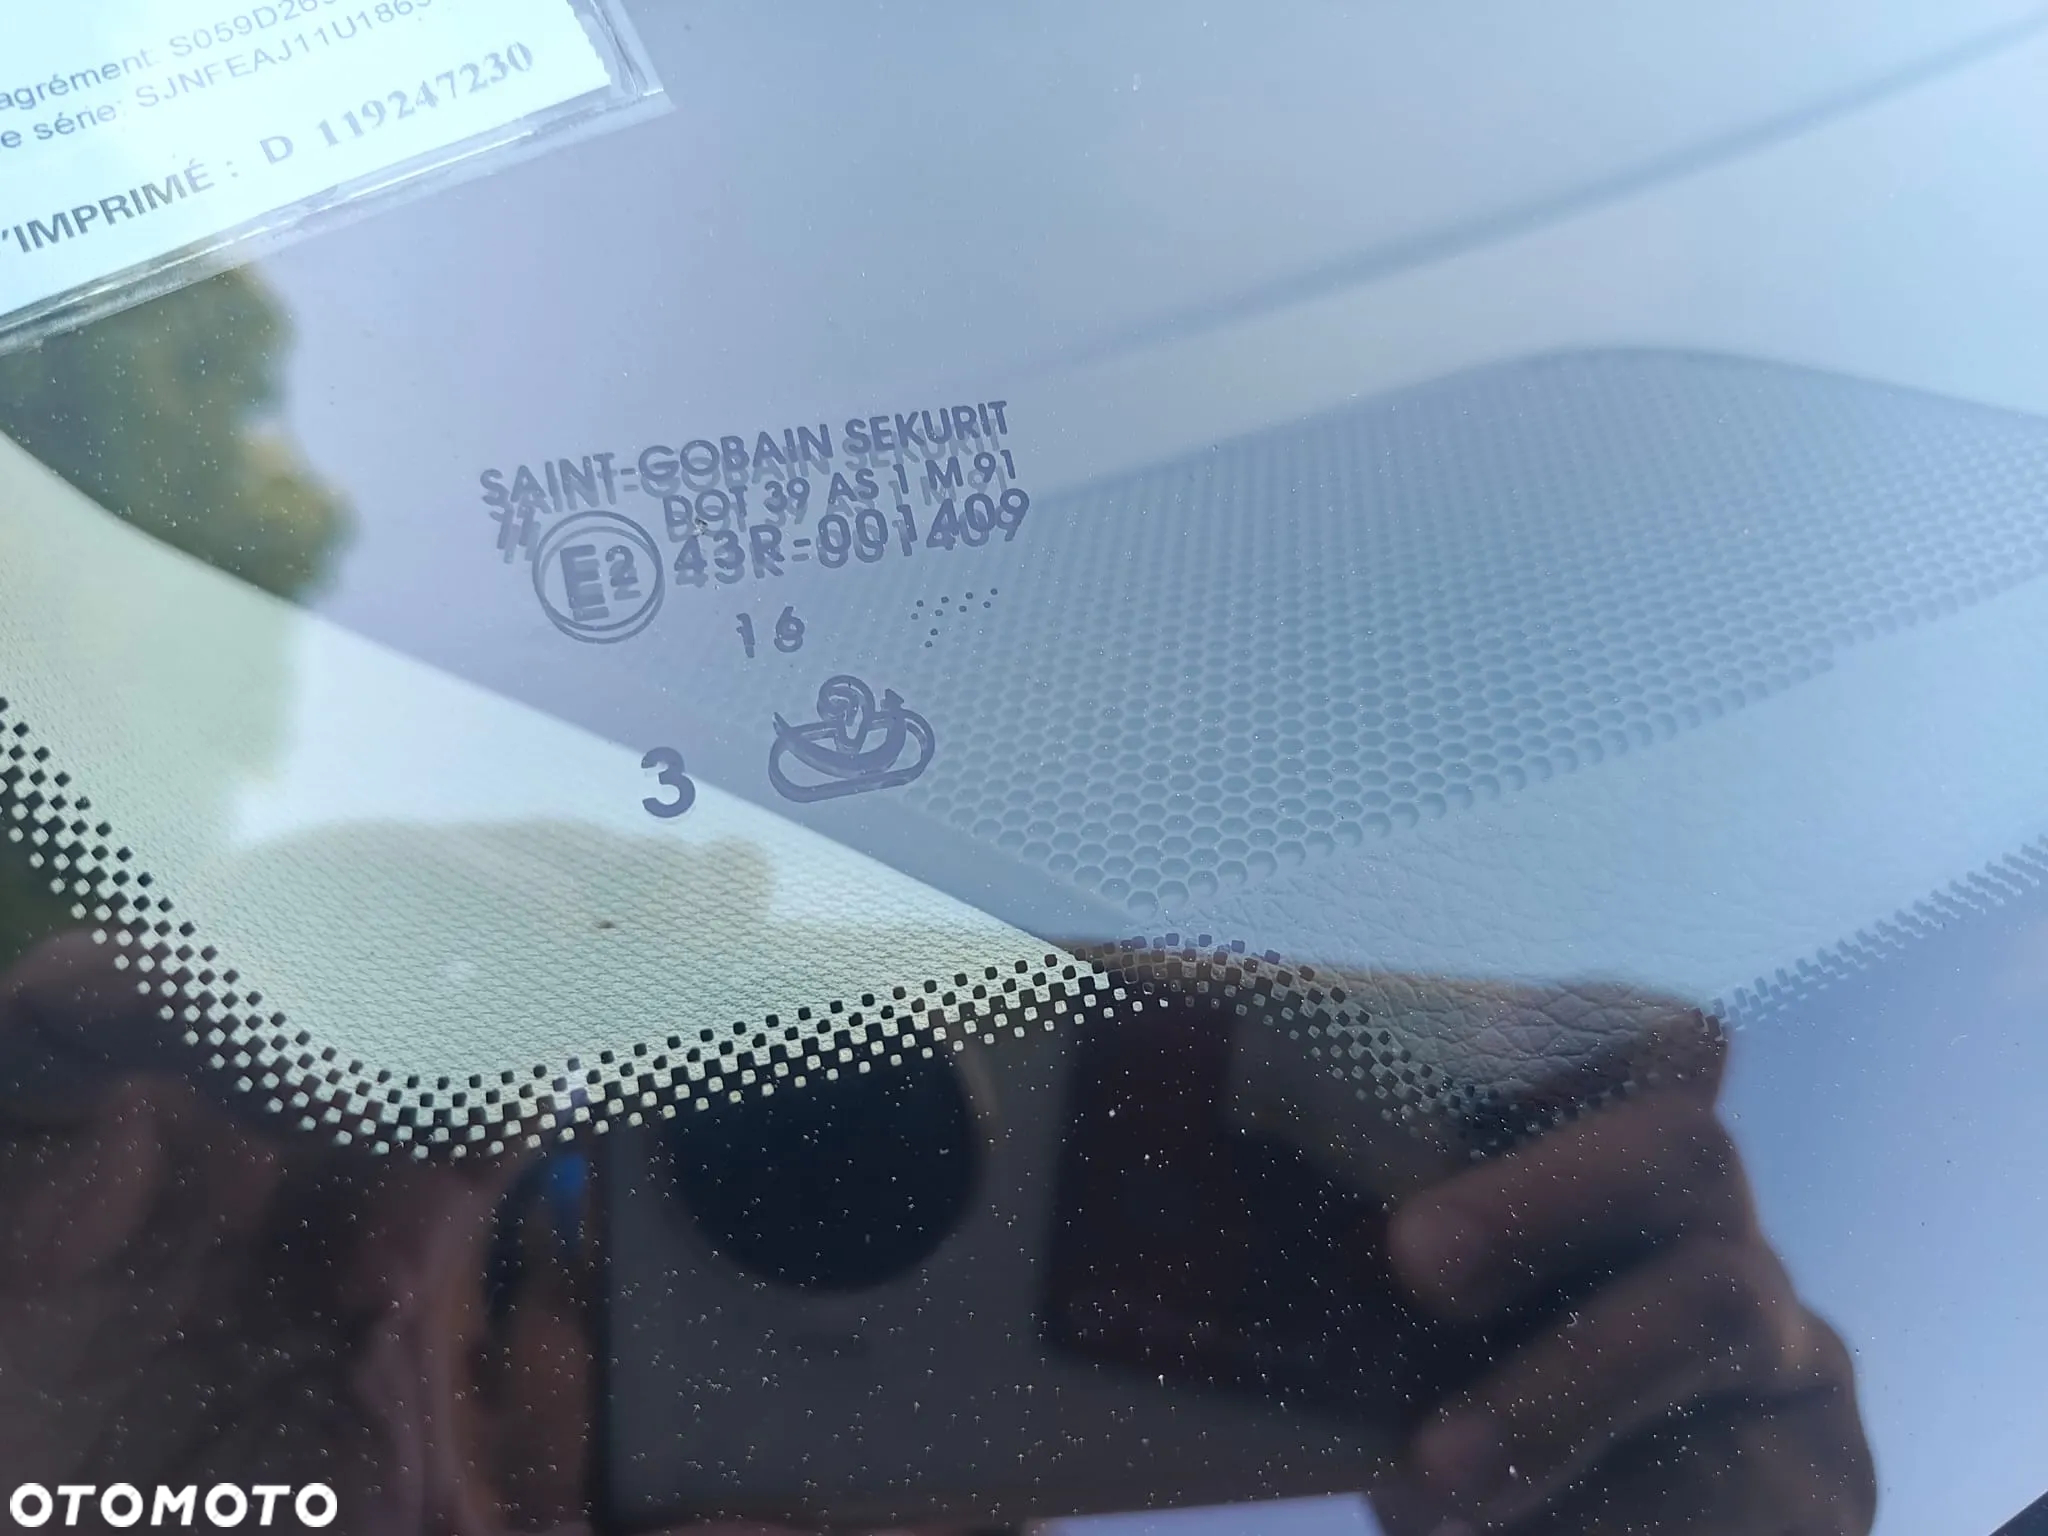 agrément. S059D26
e série: SJNFEAJ11U1865
'IMPRIMÉ : D 119247230
SAINT-GOBAIN SEKURIT
DOT 39 AS 1 M 91
E2 43R-001409
16
3
OTOMOTO